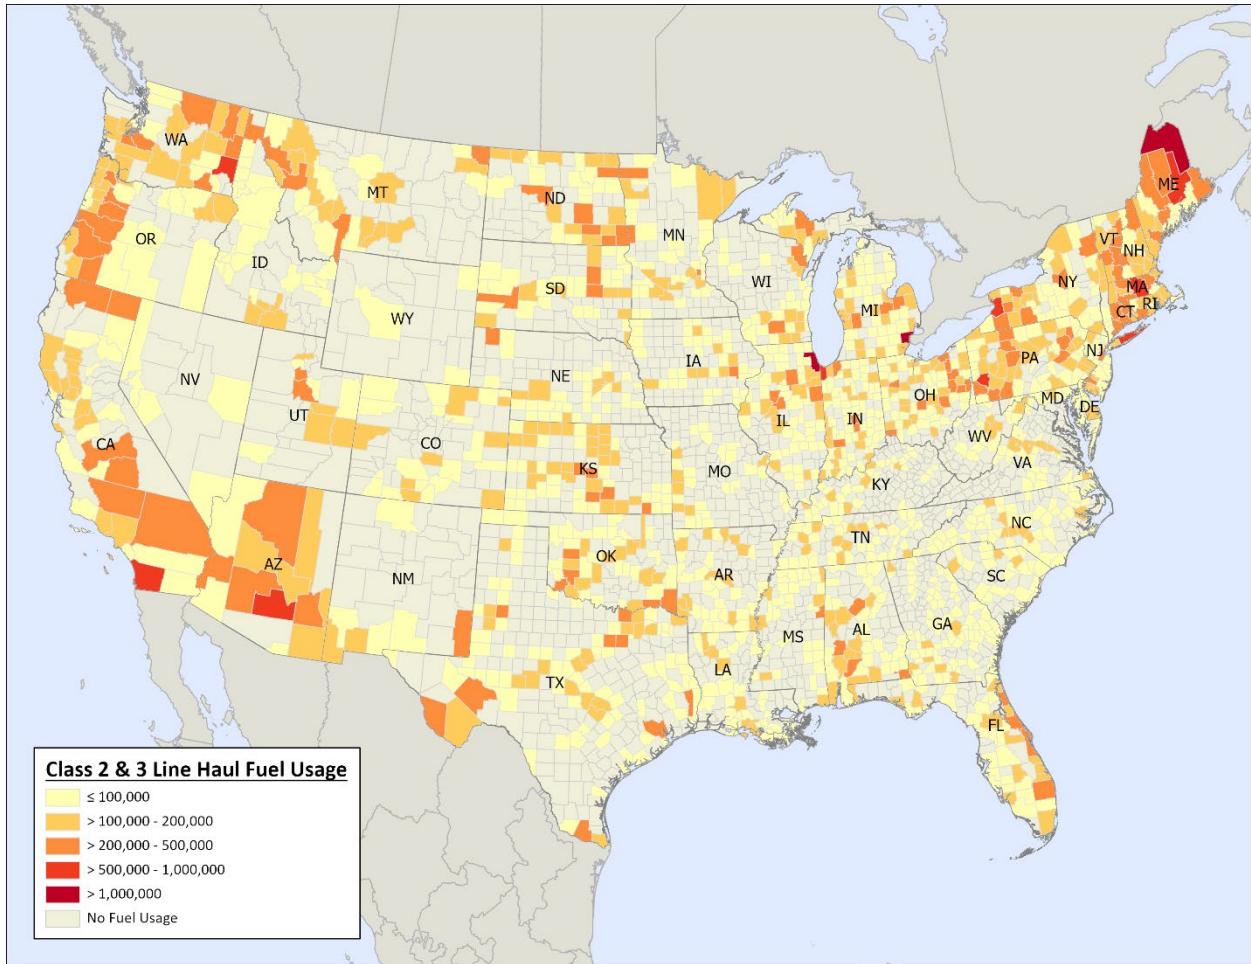 WA
MT
ND
MN
OR
ID
SD
WI
MI
WY
NV
UT
CA
CO
NE
IA
IL
IN
OH
PA
NY
VT
NH
ME
MA
RI
CT
NJ
MD
DE
WV
VA
KY
KS
MO
AZ
NM
OK
AR
TN
NC
SC
TX
LA
MS
AL
GA
FL
Class 2 & 3 Line Haul Fuel Usage
≤ 100,000
> 100,000 - 200,000
> 200,000 - 500,000
> 500,000 - 1,000,000
> 1,000,000
No Fuel Usage